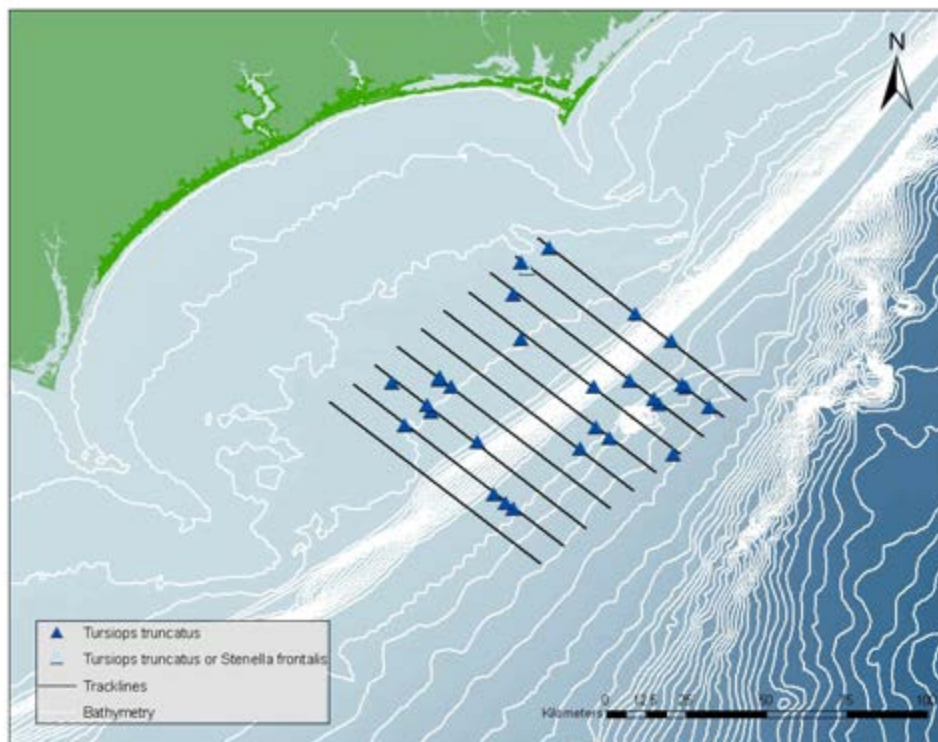 N
Tursiops truncatus
Tursiops truncatus or Stenella frontalis
Tracklines
Bathymetry
Kilometers
0 12.5 25 50 75 100